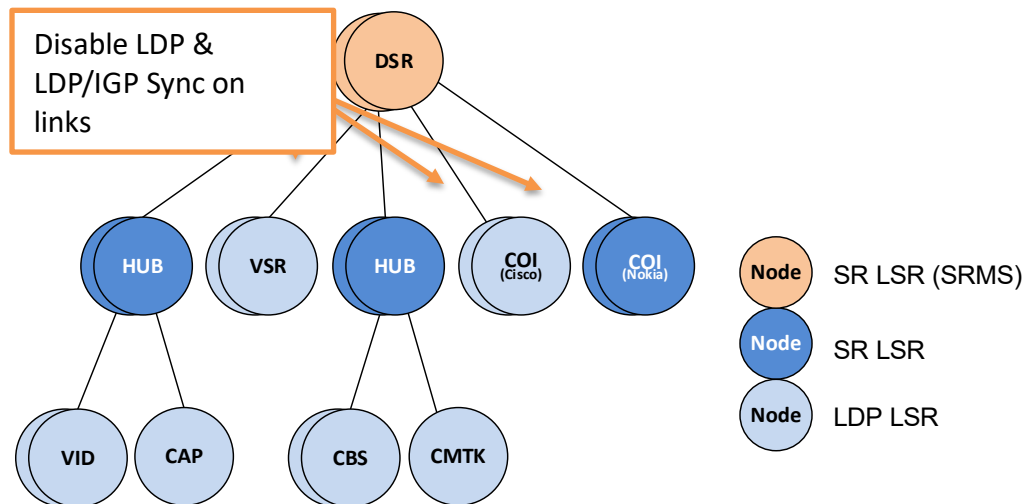 Disable LDP &
LDP/IGP Sync on
links
DSR
HUB
VSR
HUB
COI
(Cisco)
COI
(Nokia)
VID
CAP
CBS
CMTK
Node
SR LSR (SRMS)
Node
SR LSR
Node
LDP LSR